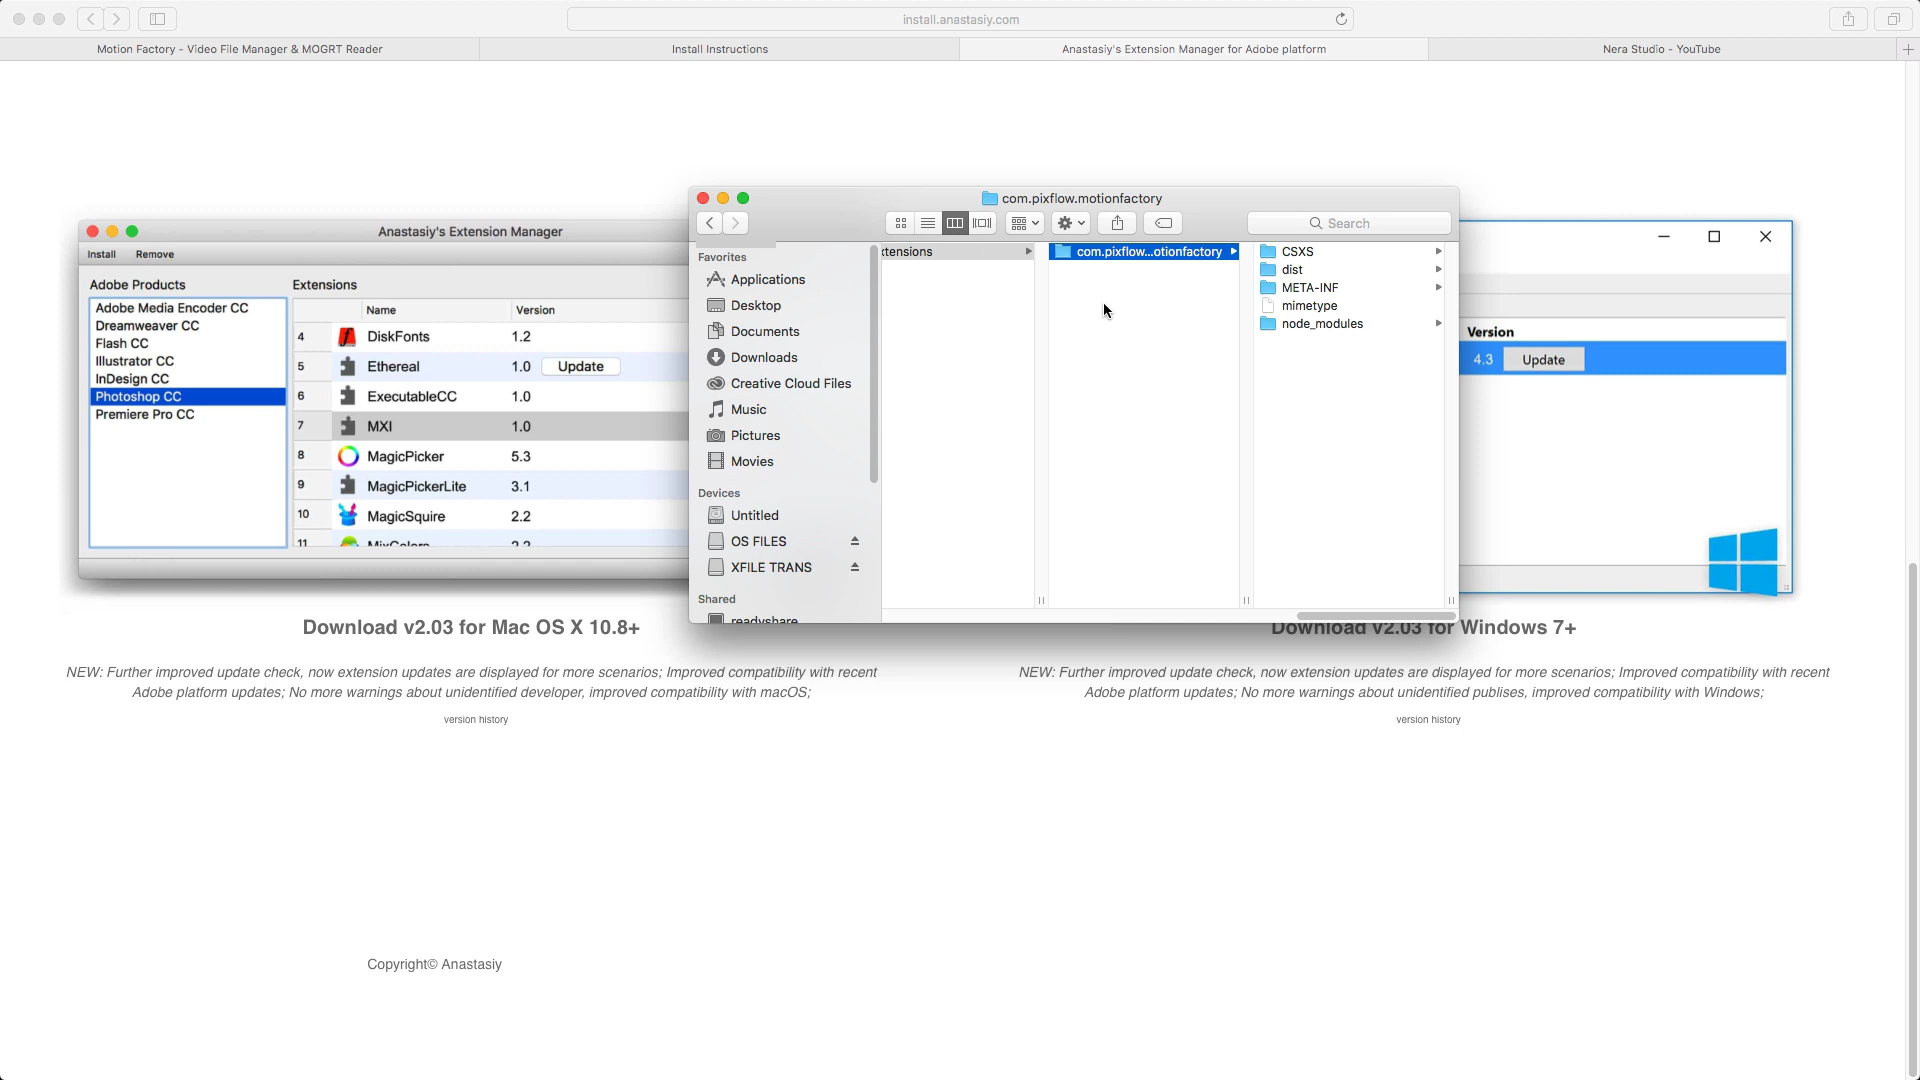 install.anastasiy.com
Motion Factory - Video File Manager & MOGRT Reader
Install Instructions
Anastasiy's Extension Manager for Adobe platform
Nera Studio - YouTube
Anastasiy's Extension Manager
Install
Remove
Adobe Products
Adobe Media Encoder CC
Dreamweaver CC
Flash CC
Illustrator CC
InDesign CC
Photoshop CC
Premiere Pro CC
Extensions
Name
Version
4 DiskFonts 1.2
5 Ethereal 1.0 Update
6 ExecutableCC 1.0
7 MXI 1.0
8 MagicPicker 5.3
9 MagicPickerLite 3.1
10 MagicSquire 2.2
11 MixColors 2.2
com.pixflow.motionfactory
Search
Favorites
Applications
Desktop
Documents
Downloads
Creative Cloud Files
Music
Pictures
Movies
Devices
Untitled
OS FILES
XFILE TRANS
Shared
readyshare
xtensions
com.pixflow...otionfactory
CSXS
dist
META-INF
mimetype
node_modules
Version
4.3 Update
Download v2.03 for Mac OS X 10.8+
NEW: Further improved update check, now extension updates are displayed for more scenarios; Improved compatibility with recent
Adobe platform updates; No more warnings about unidentified developer, improved compatibility with macOS;
version history
Download v2.03 for Windows 7+
NEW: Further improved update check, now extension updates are displayed for more scenarios; Improved compatibility with recent
Adobe platform updates; No more warnings about unidentified publises, improved compatibility with Windows;
version history
Copyright© Anastasiy